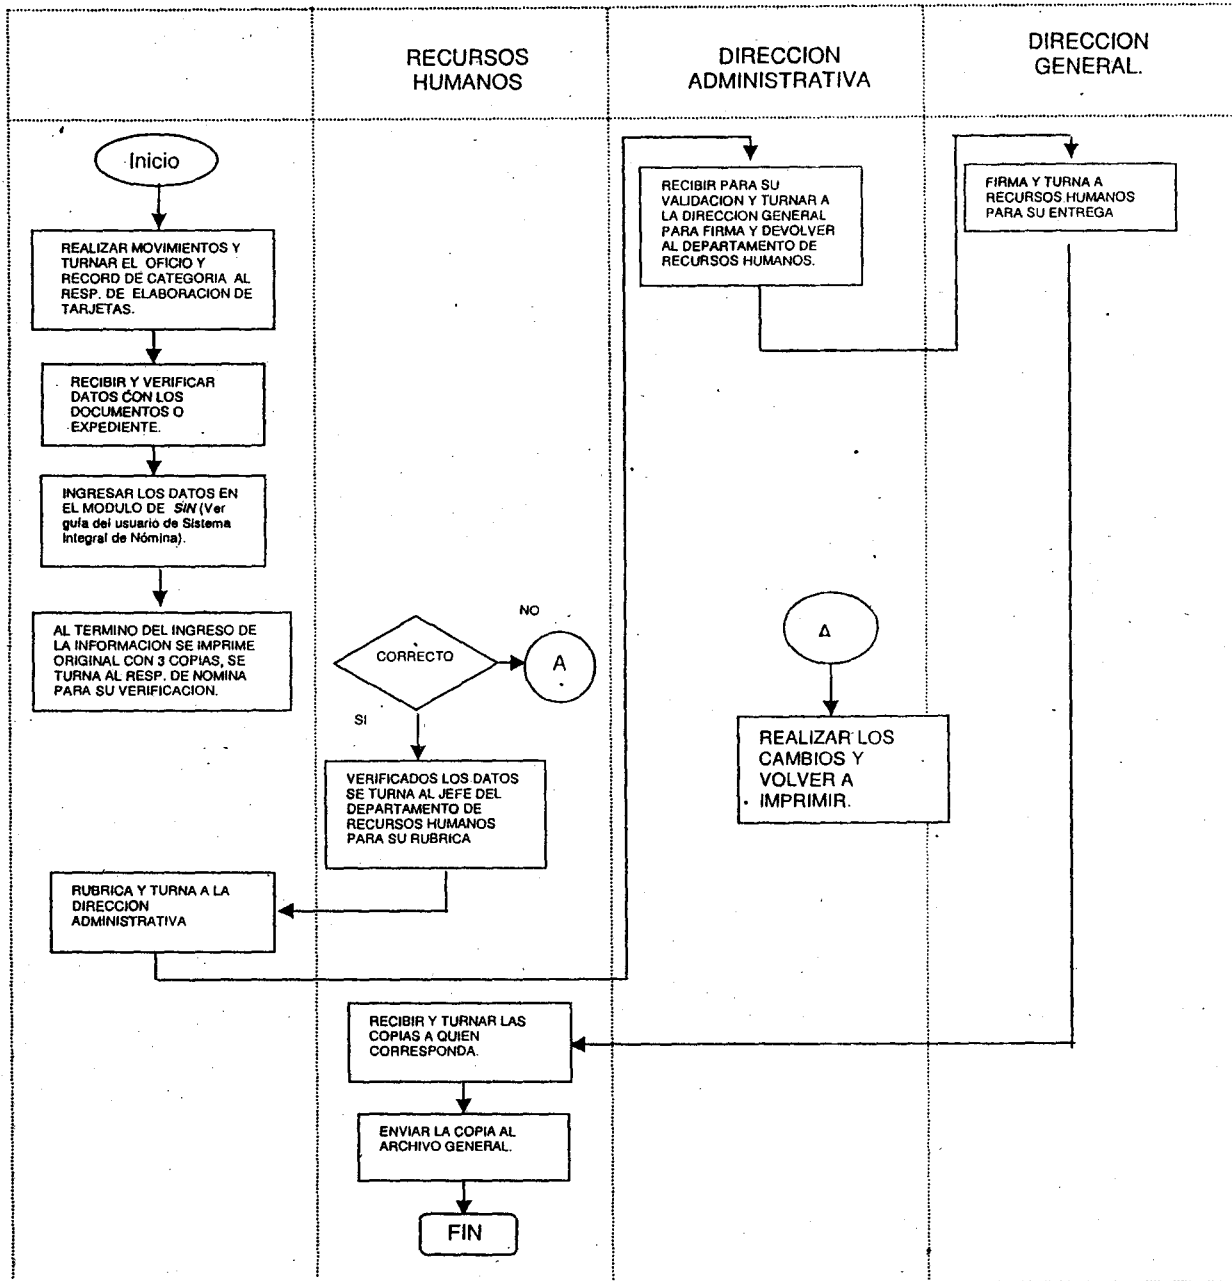 RECURSOS
HUMANOS
DIRECCION
ADMINISTRATIVA
DIRECCION
GENERAL.
Inicio
REALIZAR MOVIMIENTOS Y
TURNAR EL OFICIO Y
RECORD DE CATEGORIA AL
RESP. DE ELABORACION DE
TARJETAS.
RECIBIR Y VERIFICAR
DATOS CON LOS
DOCUMENTOS O
EXPEDIENTE.
INGRESAR LOS DATOS EN
EL MODULO DE SIN (Ver
guía del usuario de Sistema
Integral de Nómina).
AL TERMINO DEL INGRESO DE
LA INFORMACION SE IMPRIME
ORIGINAL CON 3 COPIAS, SE
TURNA AL RESP. DE NOMINA
PARA SU VERIFICACION.
CORRECTO
NO
A
SI
VERIFICADOS LOS DATOS
SE TURNA AL JEFE DEL
DEPARTAMENTO DE
RECURSOS HUMANOS
PARA SU RUBRICA
RUBRICA Y TURNA A LA
DIRECCION
ADMINISTRATIVA
RECIBIR PARA SU
VALIDACION Y TURNAR A
LA DIRECCION GENERAL
PARA FIRMA Y DEVOLVER
AL DEPARTAMENTO DE
RECURSOS HUMANOS.
FIRMA Y TURNA A
RECURSOS HUMANOS
PARA SU ENTREGA
A
REALIZAR LOS
CAMBIOS Y
VOLVER A
IMPRIMIR.
RECIBIR Y TURNAR LAS
COPIAS A QUIEN
CORRESPONDA.
ENVIAR LA COPIA AL
ARCHIVO GENERAL.
FIN